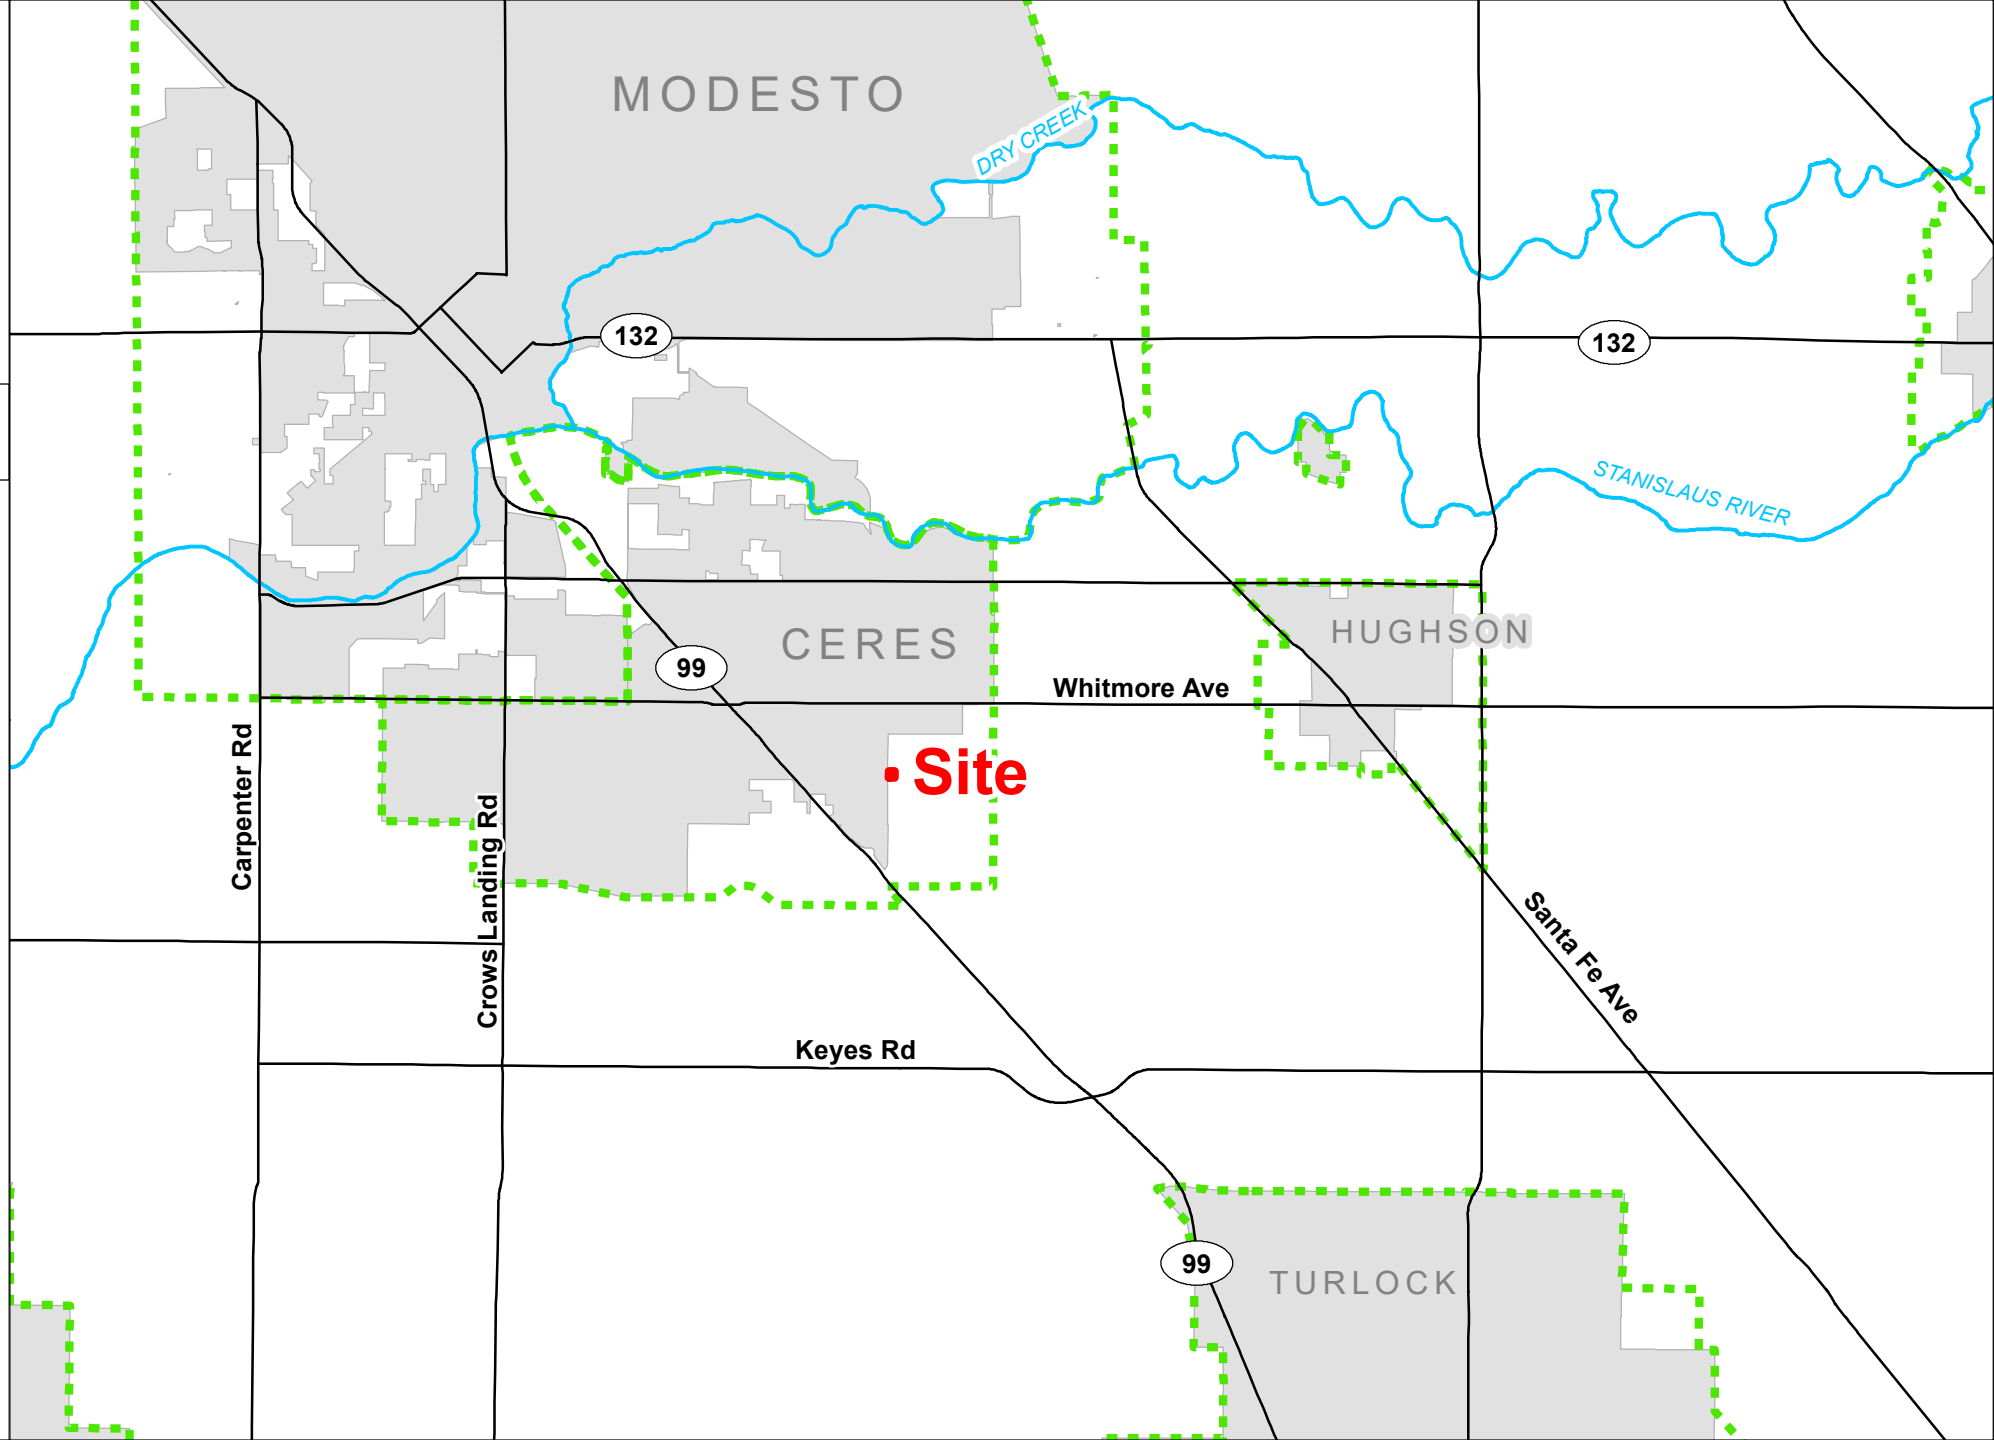 MODESTO
DRY CREEK
132
132
STANISLAUS RIVER
CERES
HUGHSON
99
Whitmore Ave
Site
Carpenter Rd
Crows Landing Rd
Santa Fe Ave
Keyes Rd
99
TURLOCK